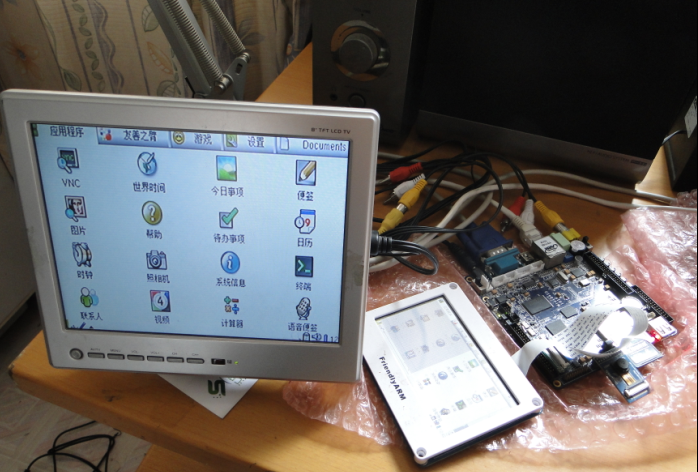 8" TFT LCD TV
应用程序 友善之臂 游戏 设置 Documents
VNC 世界时间 今日事项 便签
图片 帮助 待办事项 日历
时钟 照相机 系统信息 终端
联系人 视频 计算器 语音便签
FriendlyARM